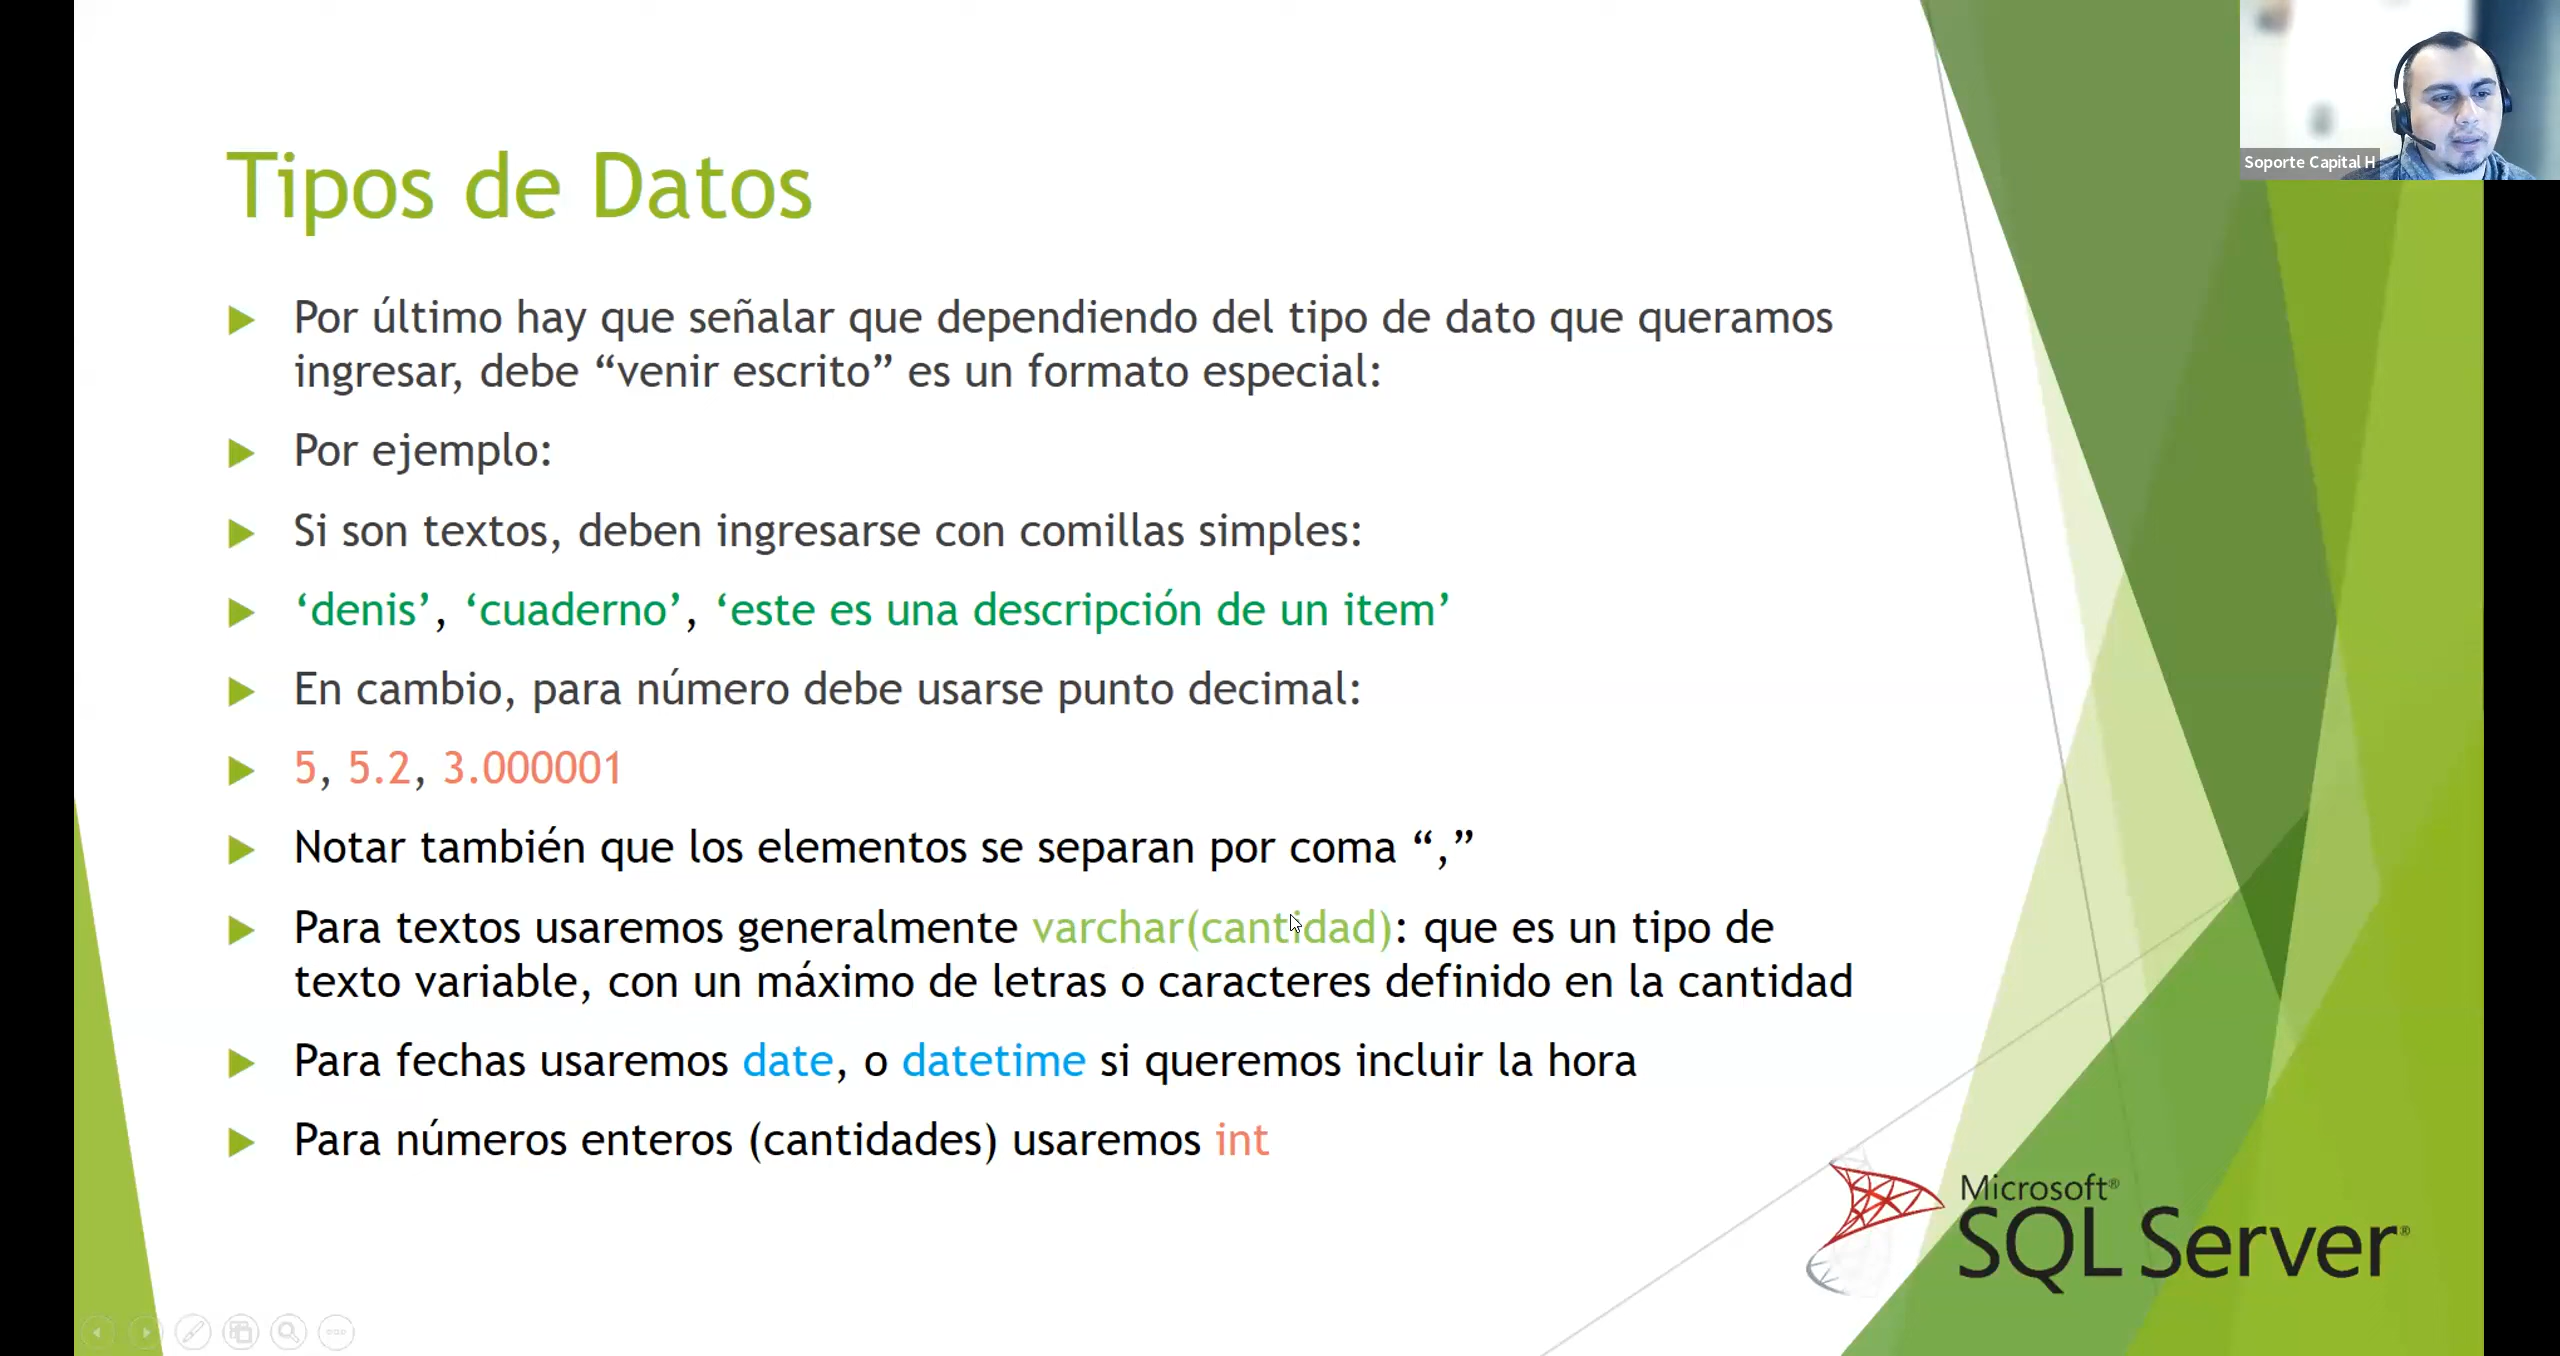 Soporte Capital H
Tipos de Datos
Por último hay que señalar que dependiendo del tipo de dato que queramos
ingresar, debe “venir escrito” es un formato especial:
Por ejemplo:
Si son textos, deben ingresarse con comillas simples:
‘denis’, ‘cuaderno’, ‘este es una descripción de un item’
En cambio, para número debe usarse punto decimal:
5, 5.2, 3.000001
Notar también que los elementos se separan por coma “,”
Para textos usaremos generalmente varchar(cantidad): que es un tipo de
texto variable, con un máximo de letras o caracteres definido en la cantidad
Para fechas usaremos date, o datetime si queremos incluir la hora
Para números enteros (cantidades) usaremos int
Microsoft®
SQL Server®